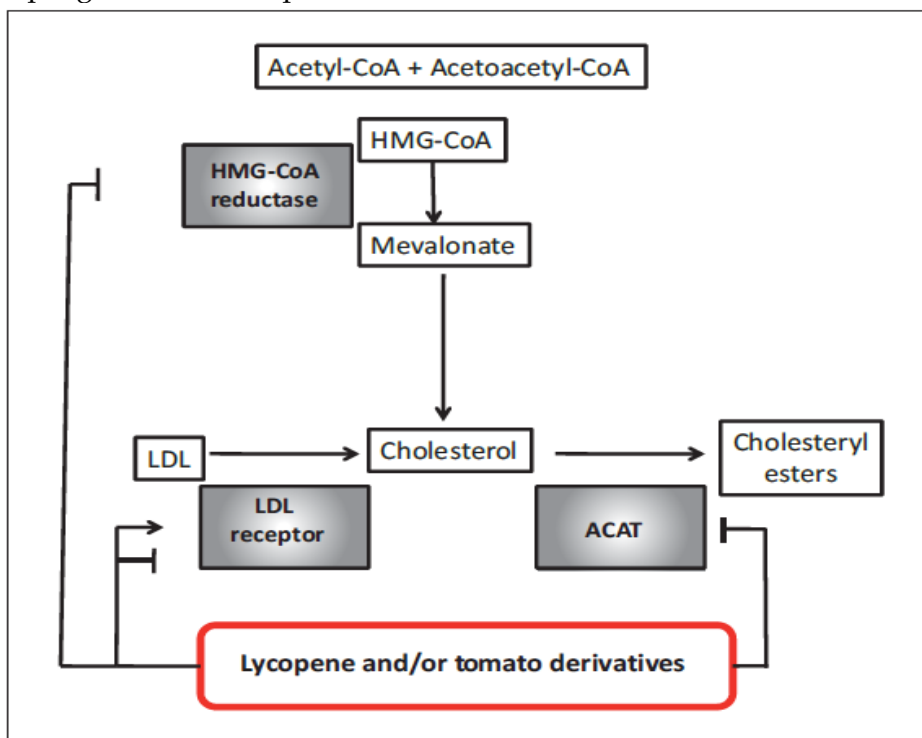 Acetyl-CoA + Acetoacetyl-CoA
HMG-CoA
HMG-CoA
reductase
Mevalonate
LDL
Cholesterol
Cholesteryl
esters
LDL
receptor
ACAT
Lycopene and/or tomato derivatives